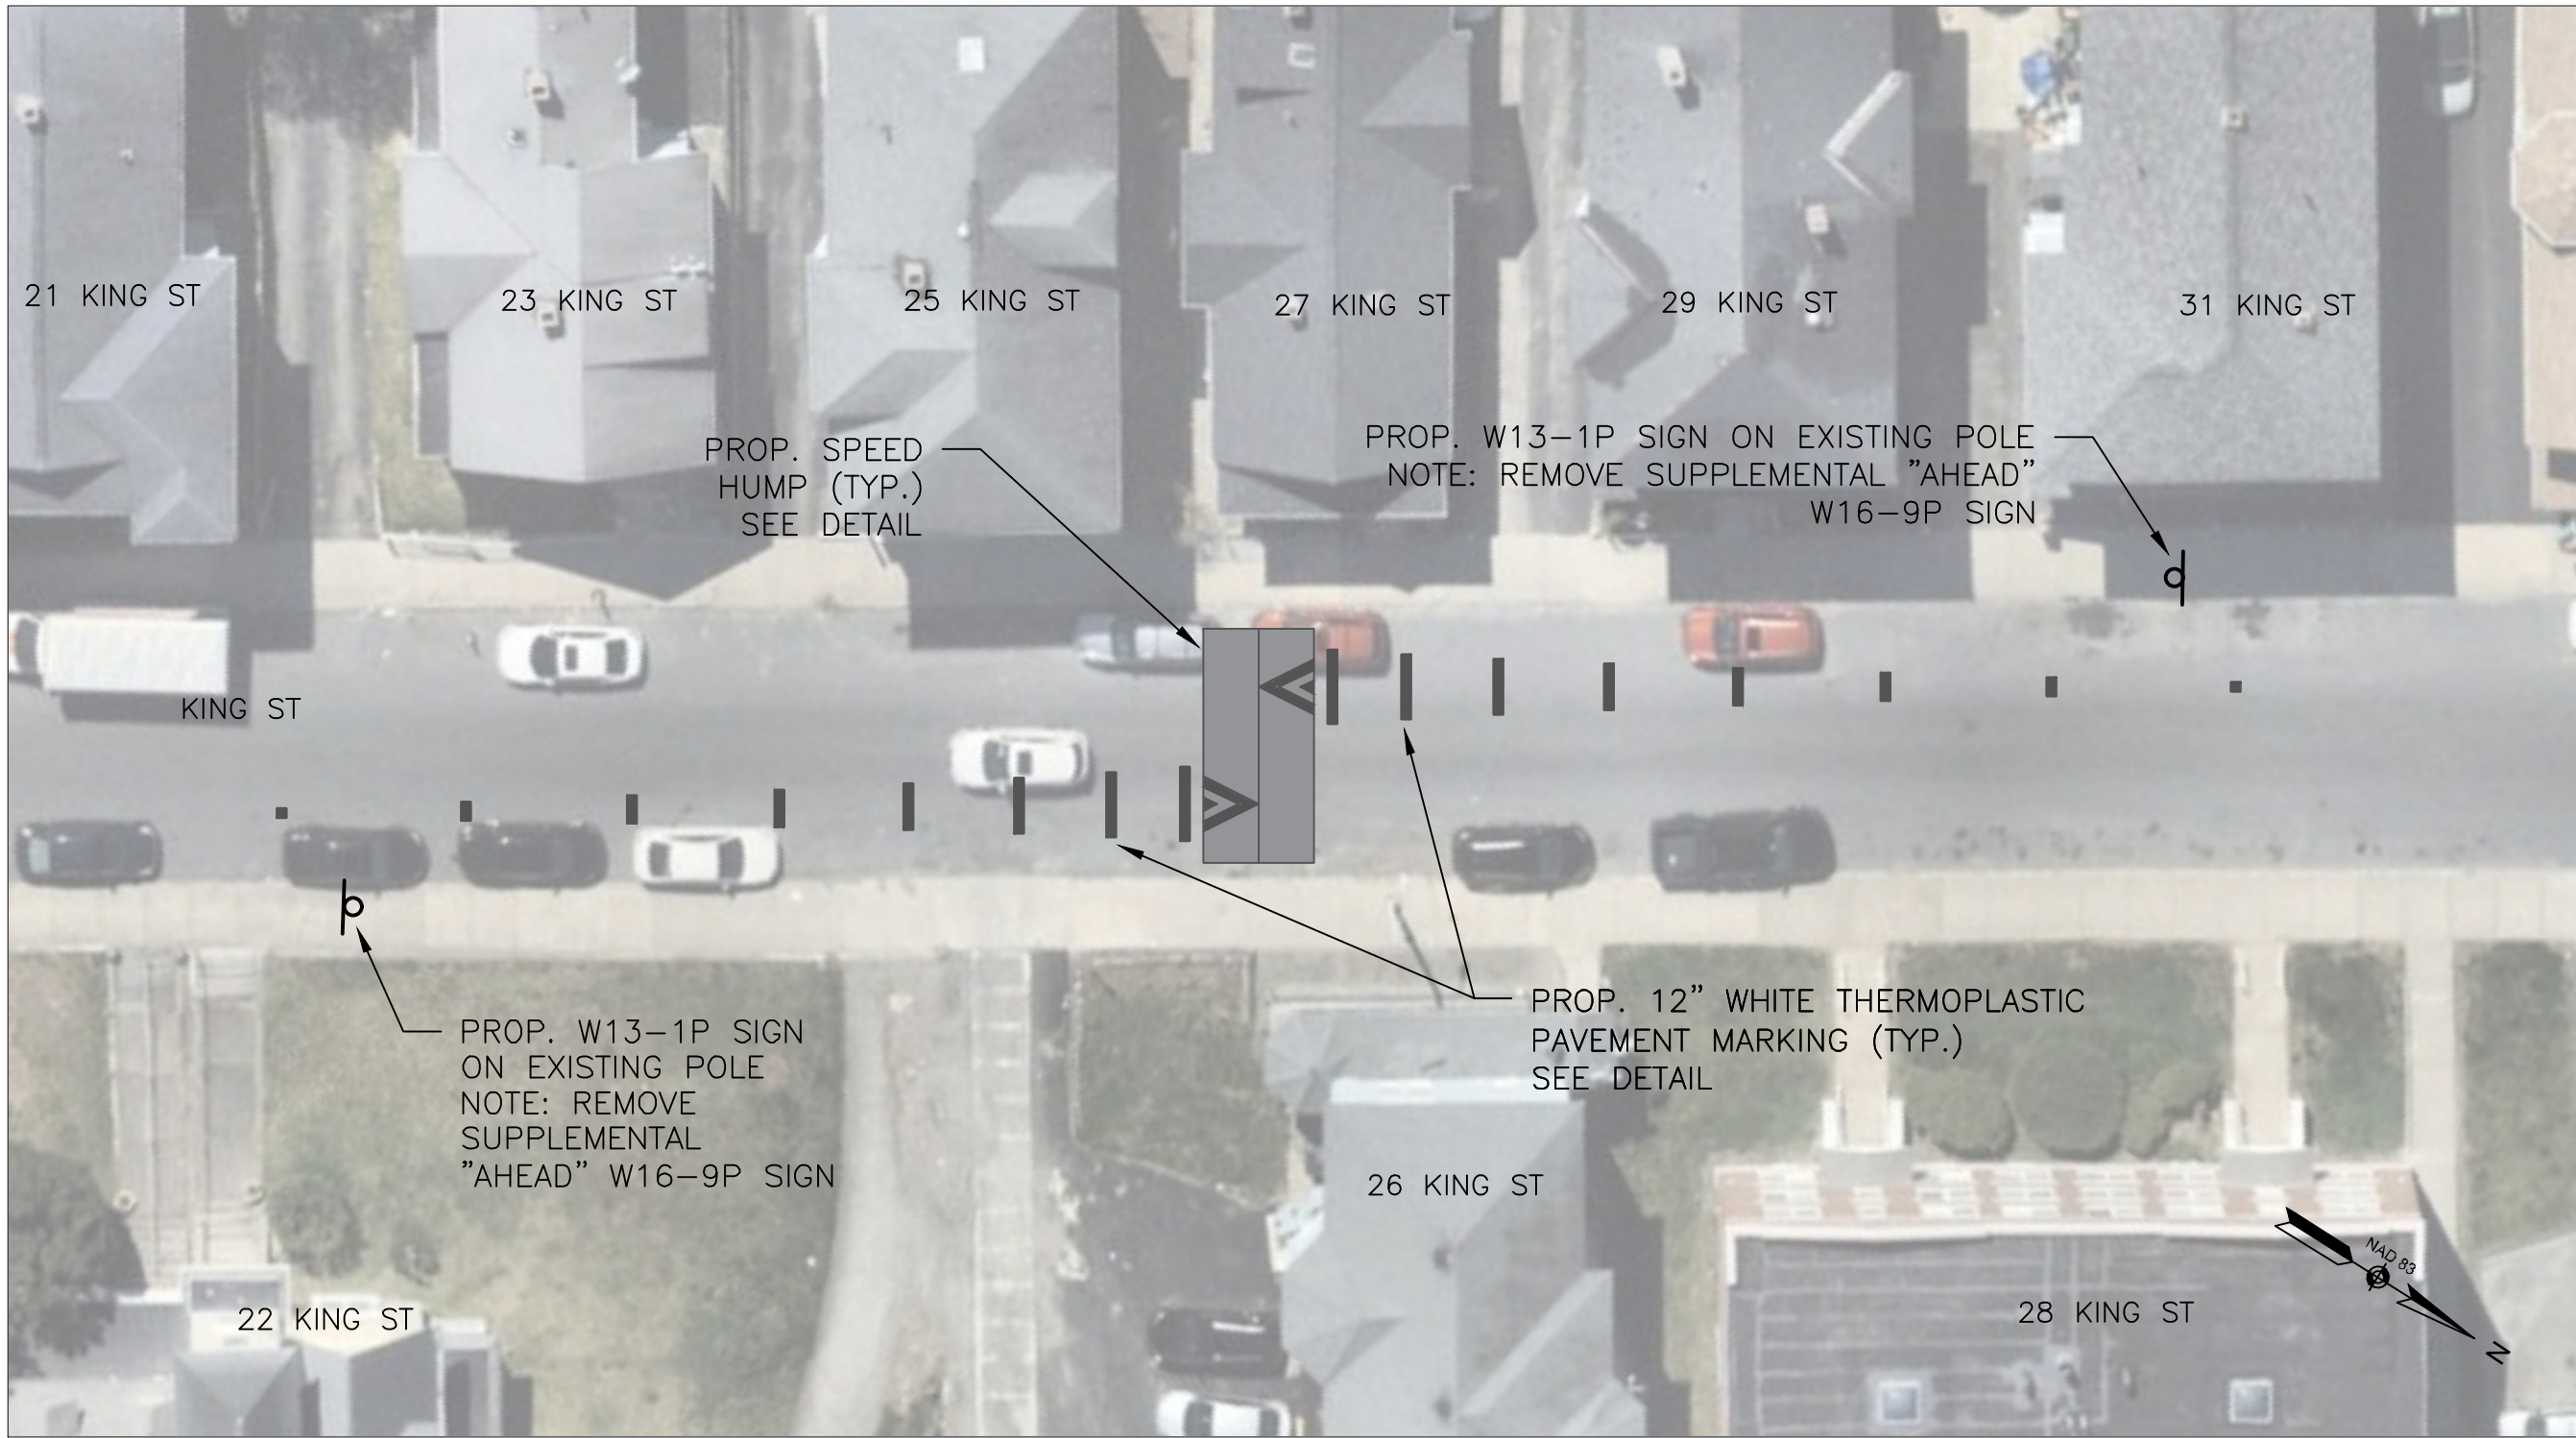 21 KING ST
23 KING ST
25 KING ST
27 KING ST
29 KING ST
31 KING ST
PROP. SPEED
HUMP (TYP.)
SEE DETAIL
PROP. W13-1P SIGN ON EXISTING POLE
NOTE: REMOVE SUPPLEMENTAL "AHEAD"
W16-9P SIGN
KING ST
PROP. W13-1P SIGN
ON EXISTING POLE
NOTE: REMOVE
SUPPLEMENTAL
"AHEAD" W16-9P SIGN
PROP. 12" WHITE THERMOPLASTIC
PAVEMENT MARKING (TYP.)
SEE DETAIL
26 KING ST
22 KING ST
28 KING ST
NAD 83
N